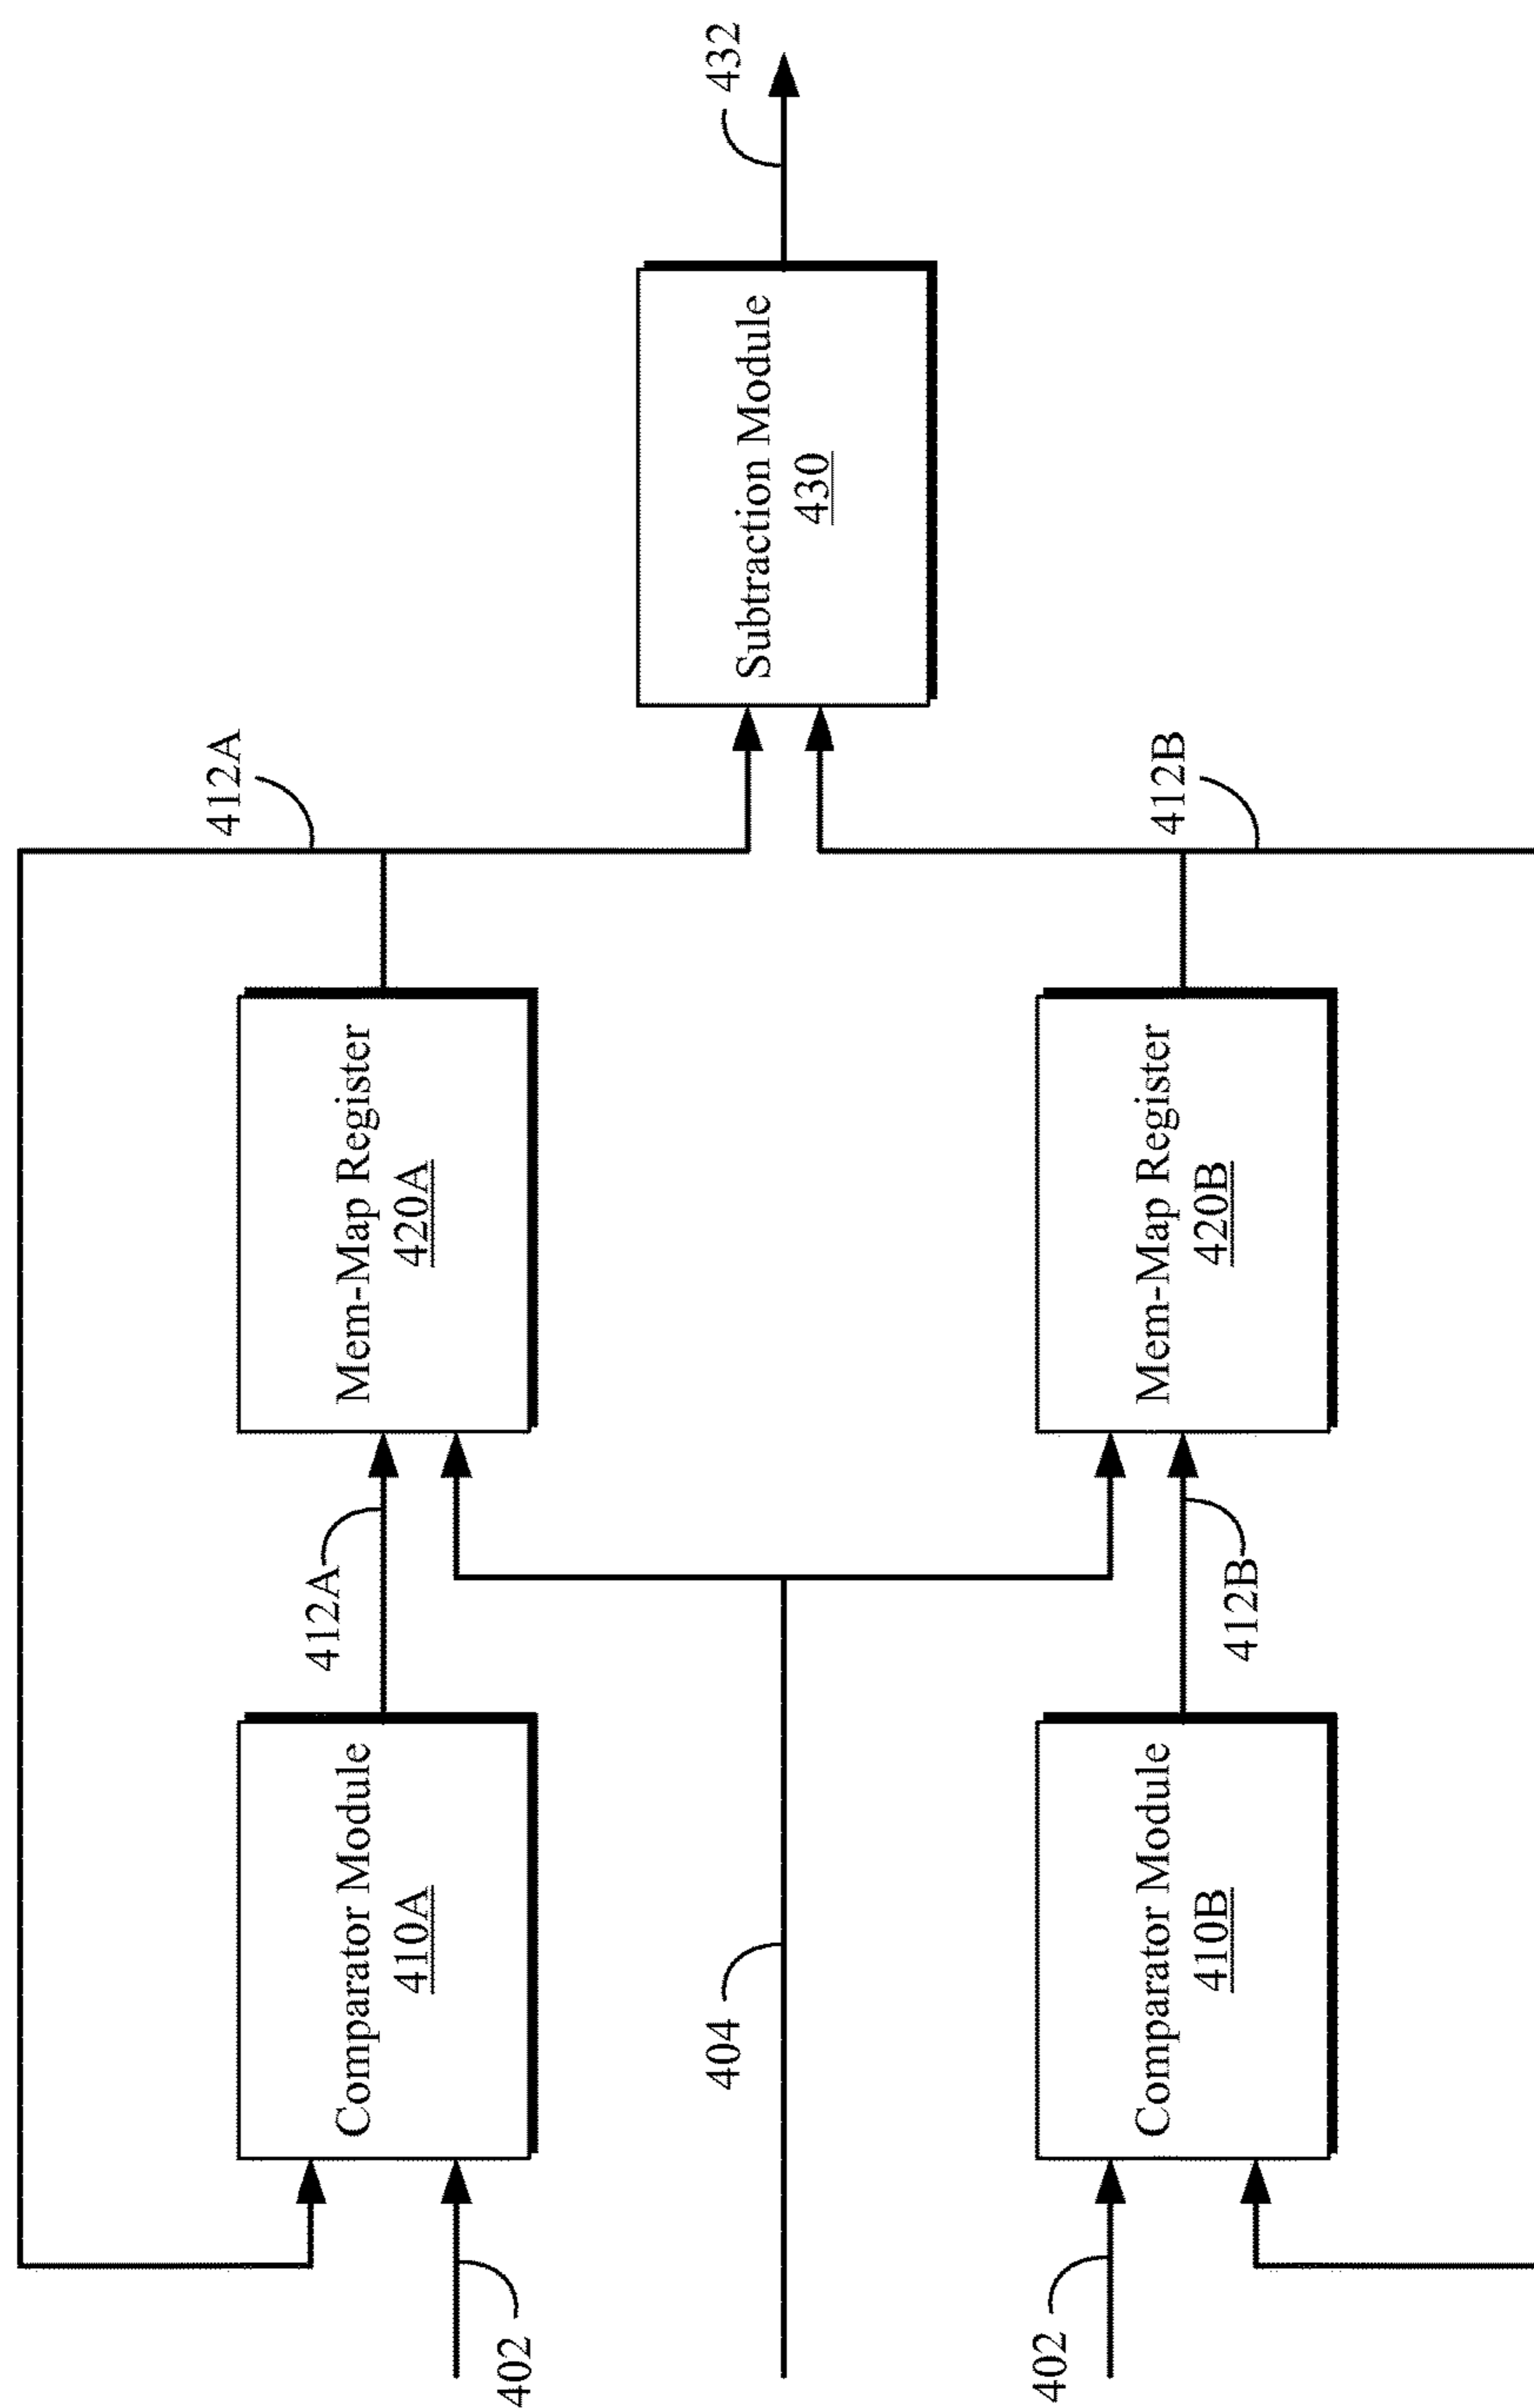 412A
432
Comparator Module
410A
412A
Mem-Map Register
420A
Subtraction Module
430
402
404
Comparator Module
410B
412B
Mem-Map Register
420B
412B
402